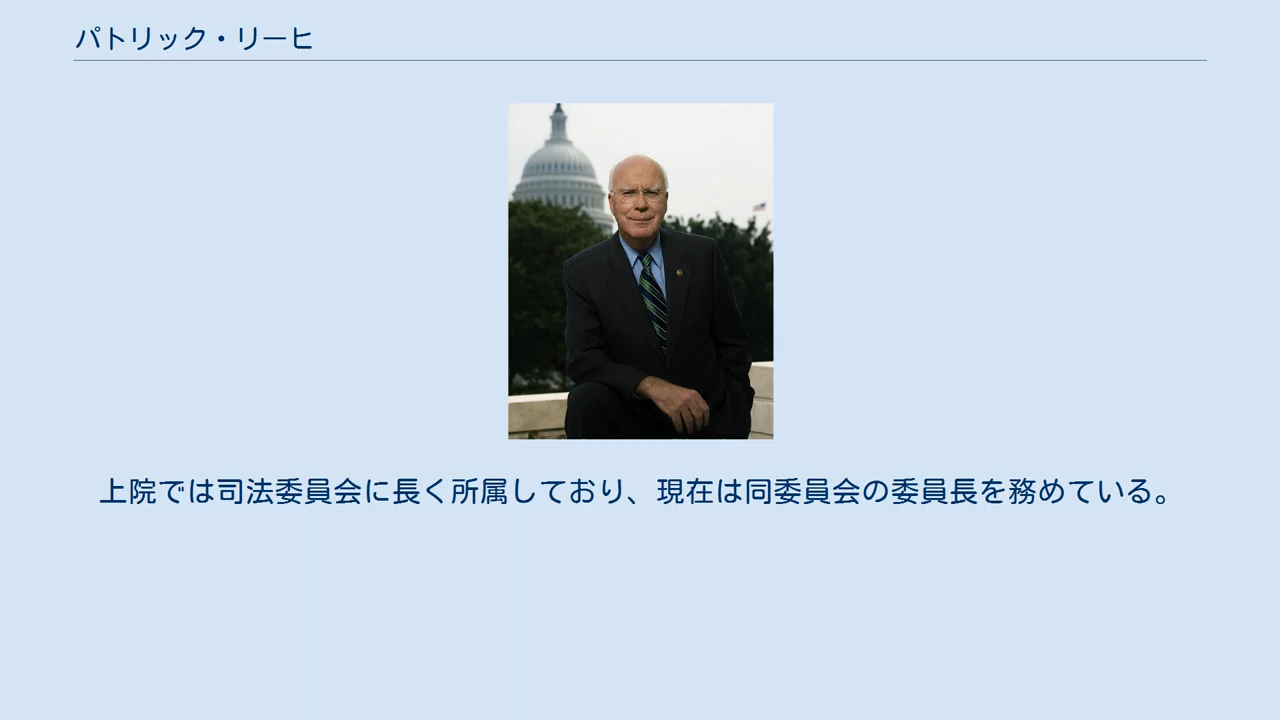 パトリック・リーヒ
上院では司法委員会に長く所属しており、現在は同委員会の委員長を務めている。